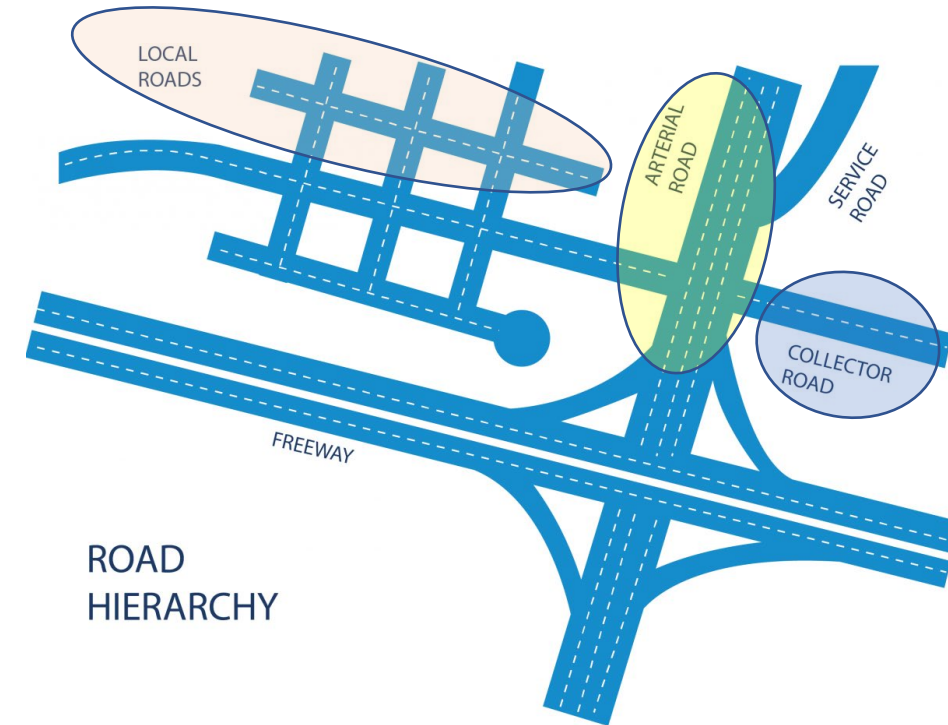 LOCAL
ROADS
ARTERIAL
ROAD
SERVICE
ROAD
COLLECTOR
ROAD
FREEWAY
ROAD
HIERARCHY